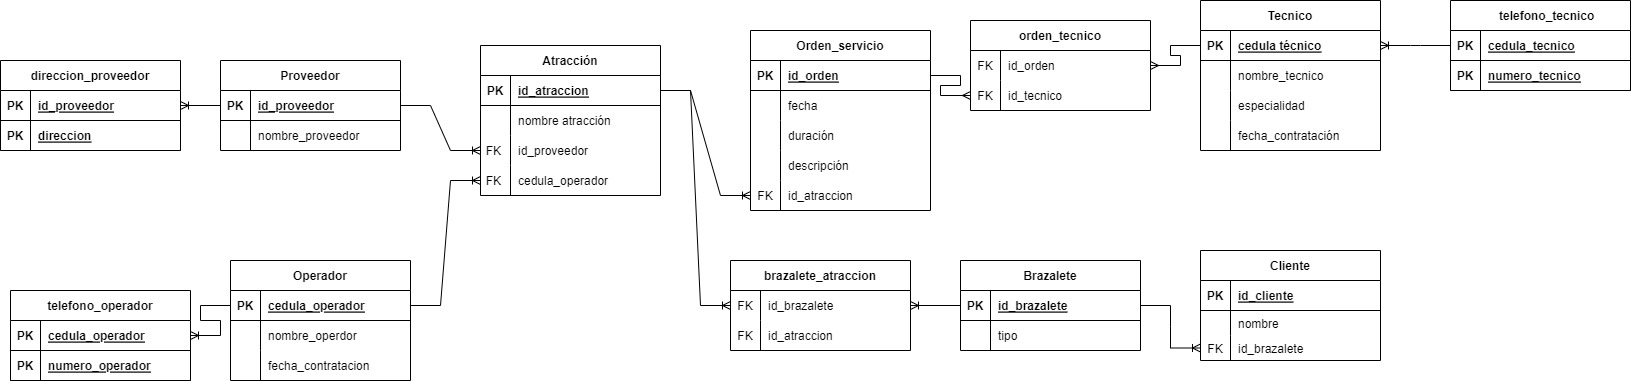 direccion_proveedor
PK id_proveedor
PK direccion
Proveedor
PK id_proveedor
nombre_proveedor
Atracción
PK id_atraccion
nombre atracción
FK id_proveedor
FK cedula_operador
Orden_servicio
PK id_orden
fecha
duración
descripción
FK id_atraccion
orden_tecnico
FK id_orden
FK id_tecnico
Tecnico
PK cedula técnico
nombre_tecnico
especialidad
fecha_contratación
telefono_tecnico
PK cedula_tecnico
PK numero_tecnico
telefono_operador
PK cedula_operador
PK numero_operador
Operador
PK cedula_operador
nombre_operdor
fecha_contratacion
brazalete_atraccion
FK id_brazalete
FK id_atraccion
Brazalete
PK id_brazalete
tipo
Cliente
PK id_cliente
nombre
FK id_brazalete